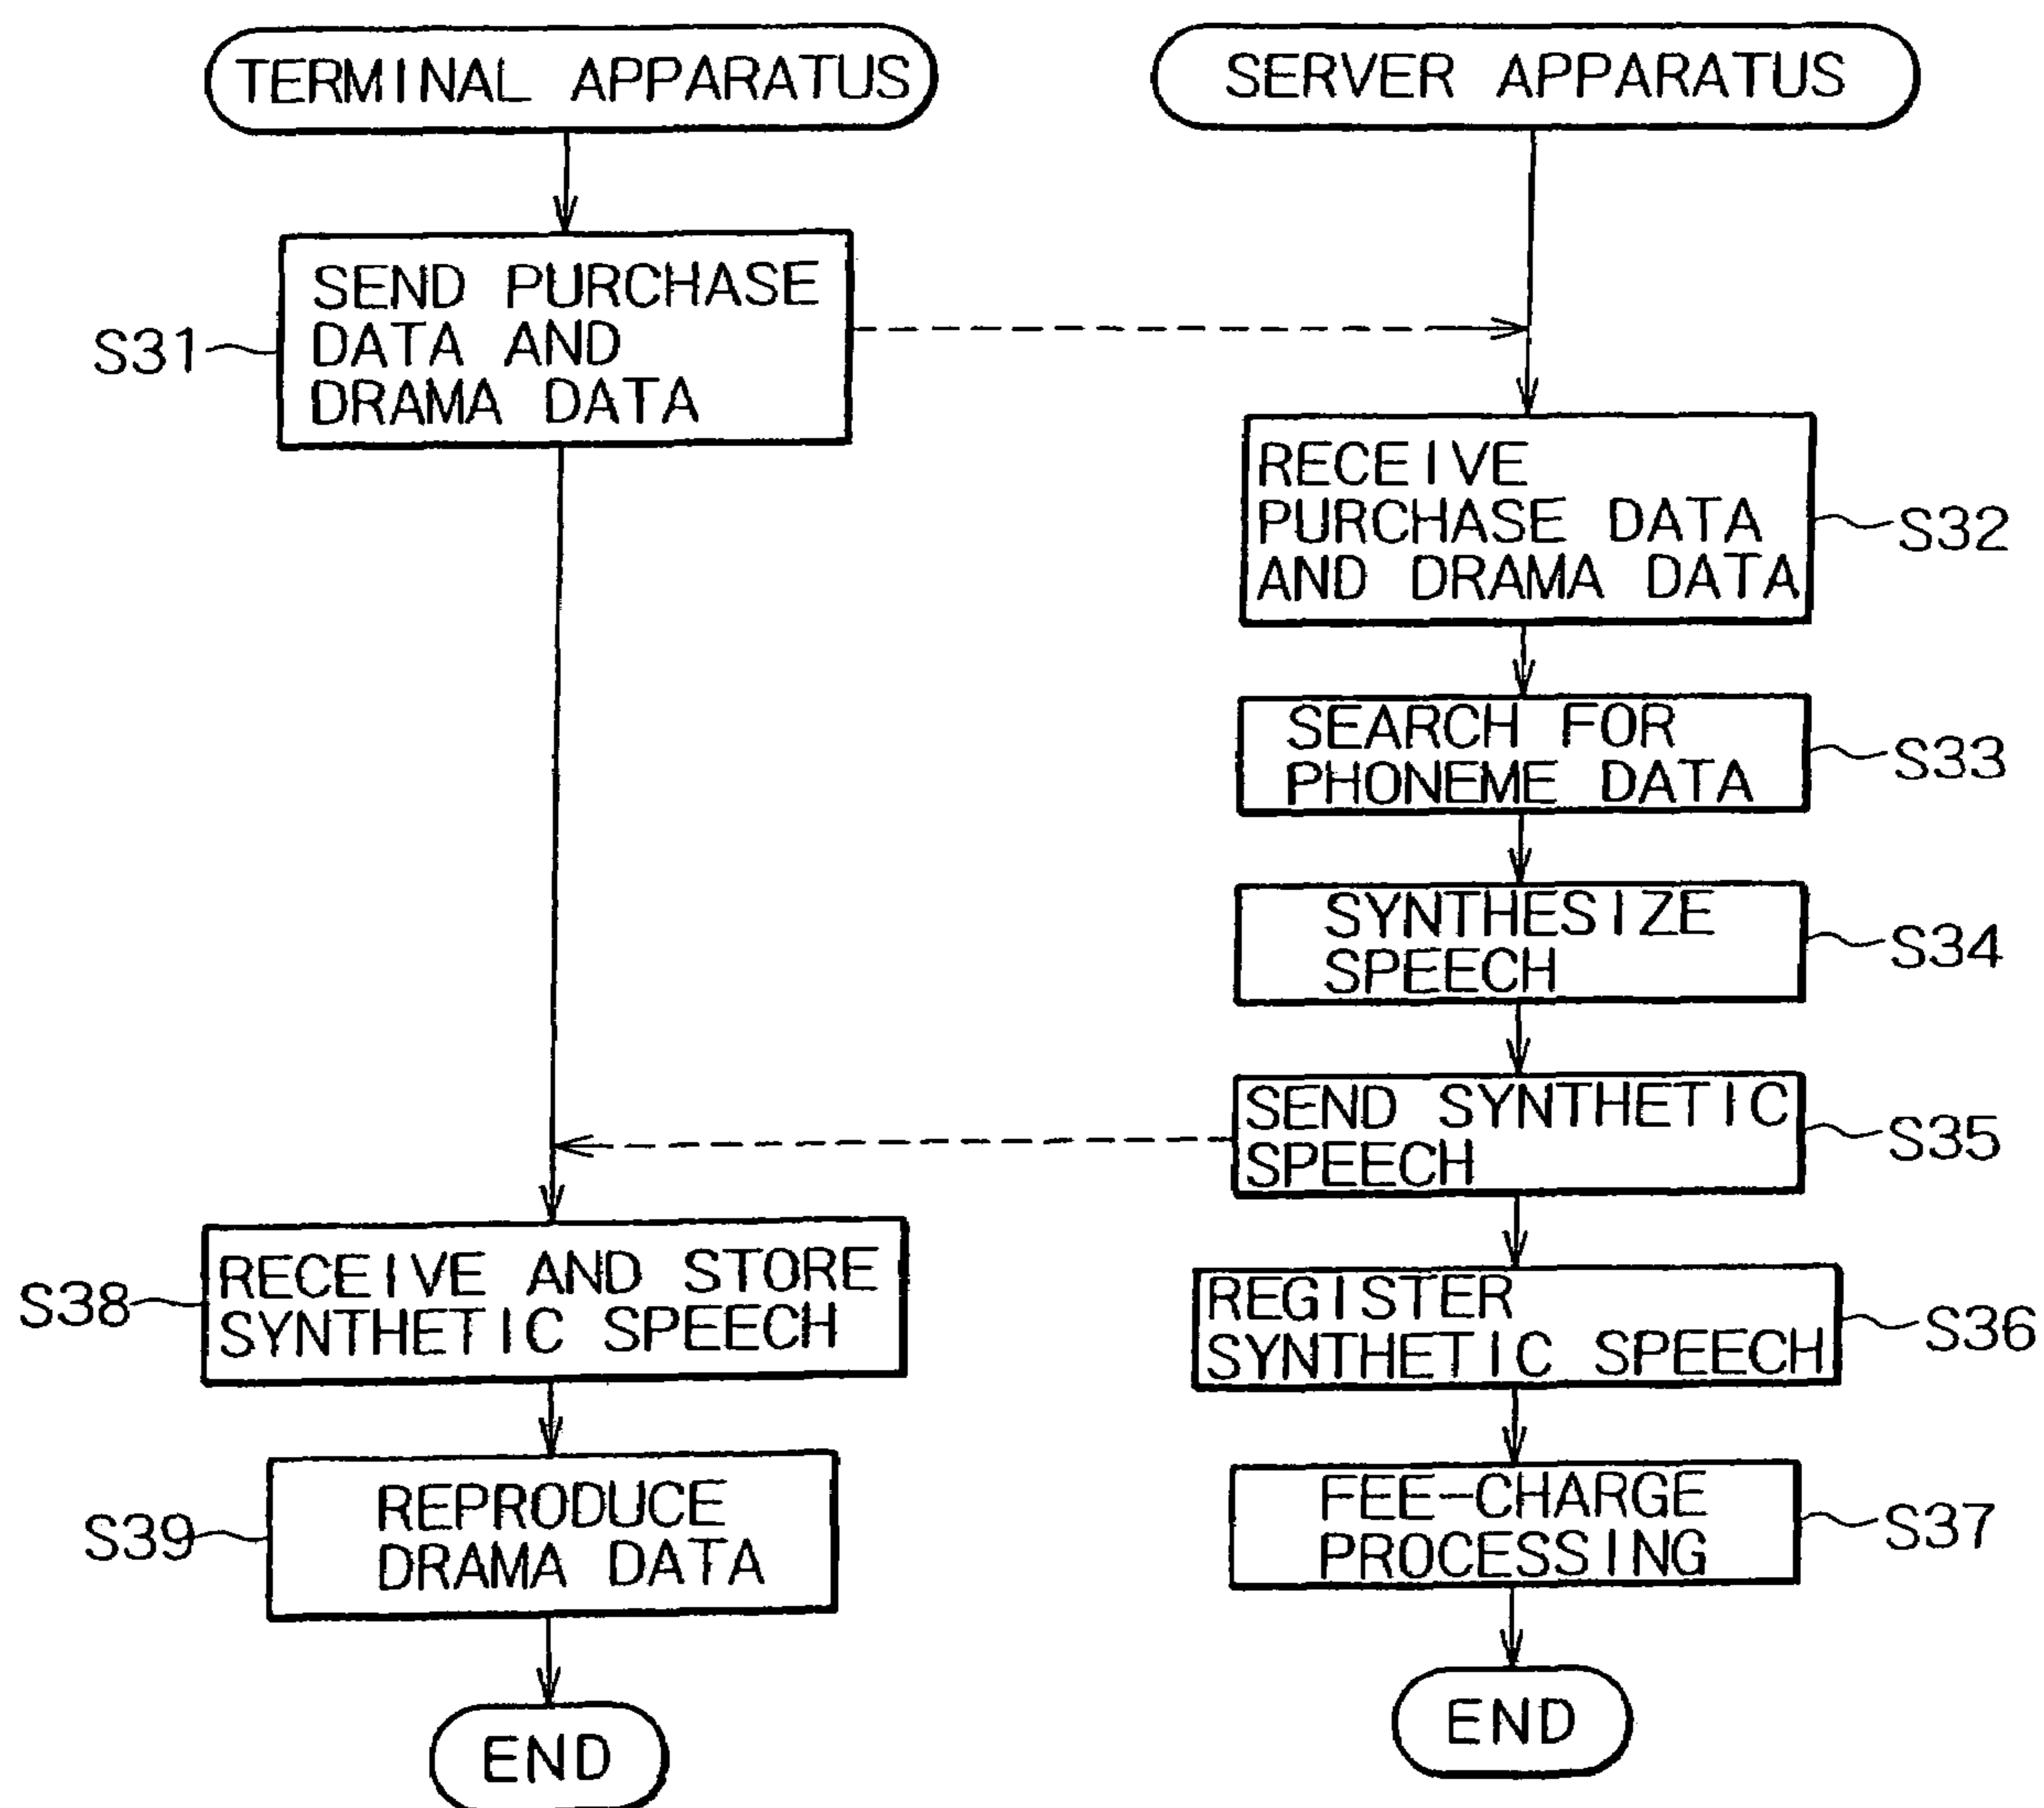 TERMINAL APPARATUS
SEND PURCHASE
DATA AND
DRAMA DATA
S31
S38
RECEIVE AND STORE
SYNTHETIC SPEECH
S39
REPRODUCE
DRAMA DATA
END
SERVER APPARATUS
RECEIVE
PURCHASE DATA
AND DRAMA DATA
S32
SEARCH FOR
PHONEME DATA
S33
SYNTHESIZE
SPEECH
S34
SEND SYNTHETIC
SPEECH
S35
REGISTER
SYNTHETIC SPEECH
S36
FEE-CHARGE
PROCESSING
S37
END